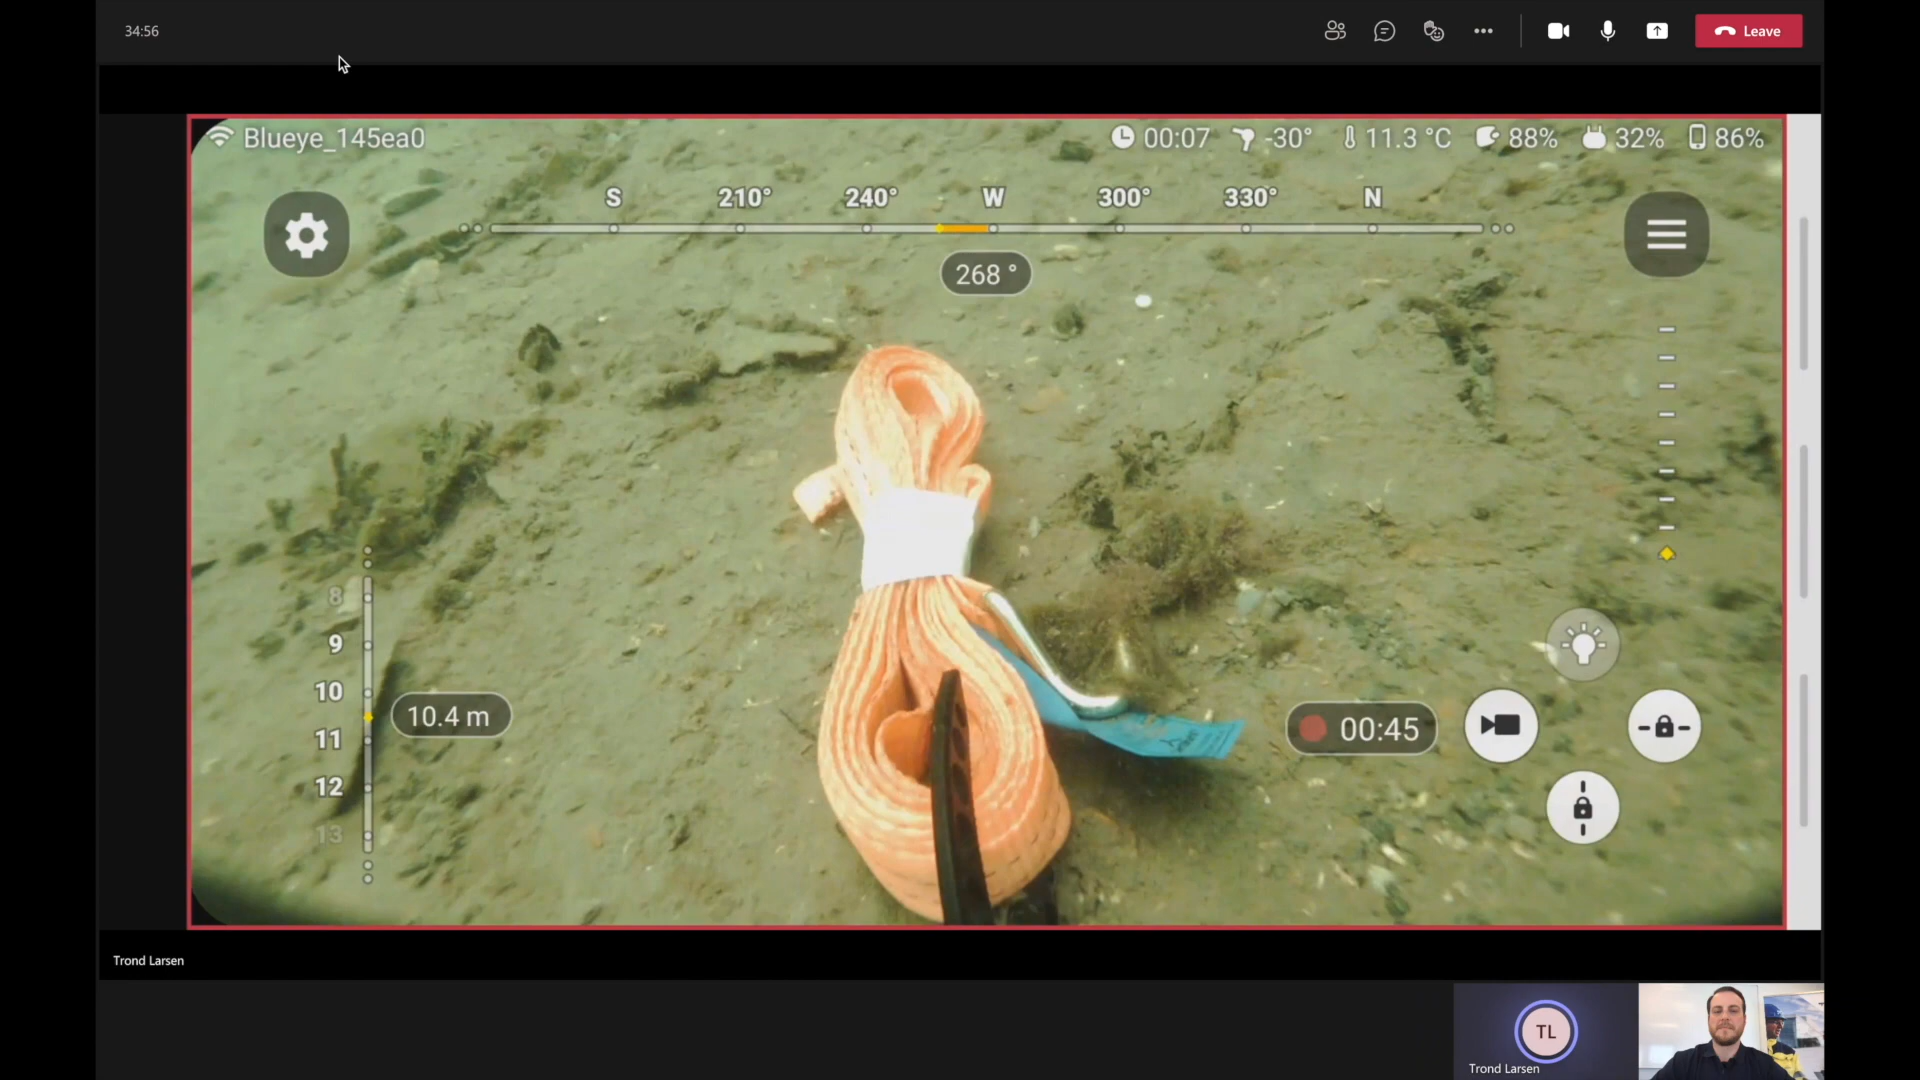 34:56
Leave
Blueye_145ea0
00:07
-30°
11.3 °C
88%
32%
86%
S 210° 240° W 300° 330° N
268 °
8
9
10
10.4 m
11
12
13
00:45
Trond Larsen
TL
Trond Larsen